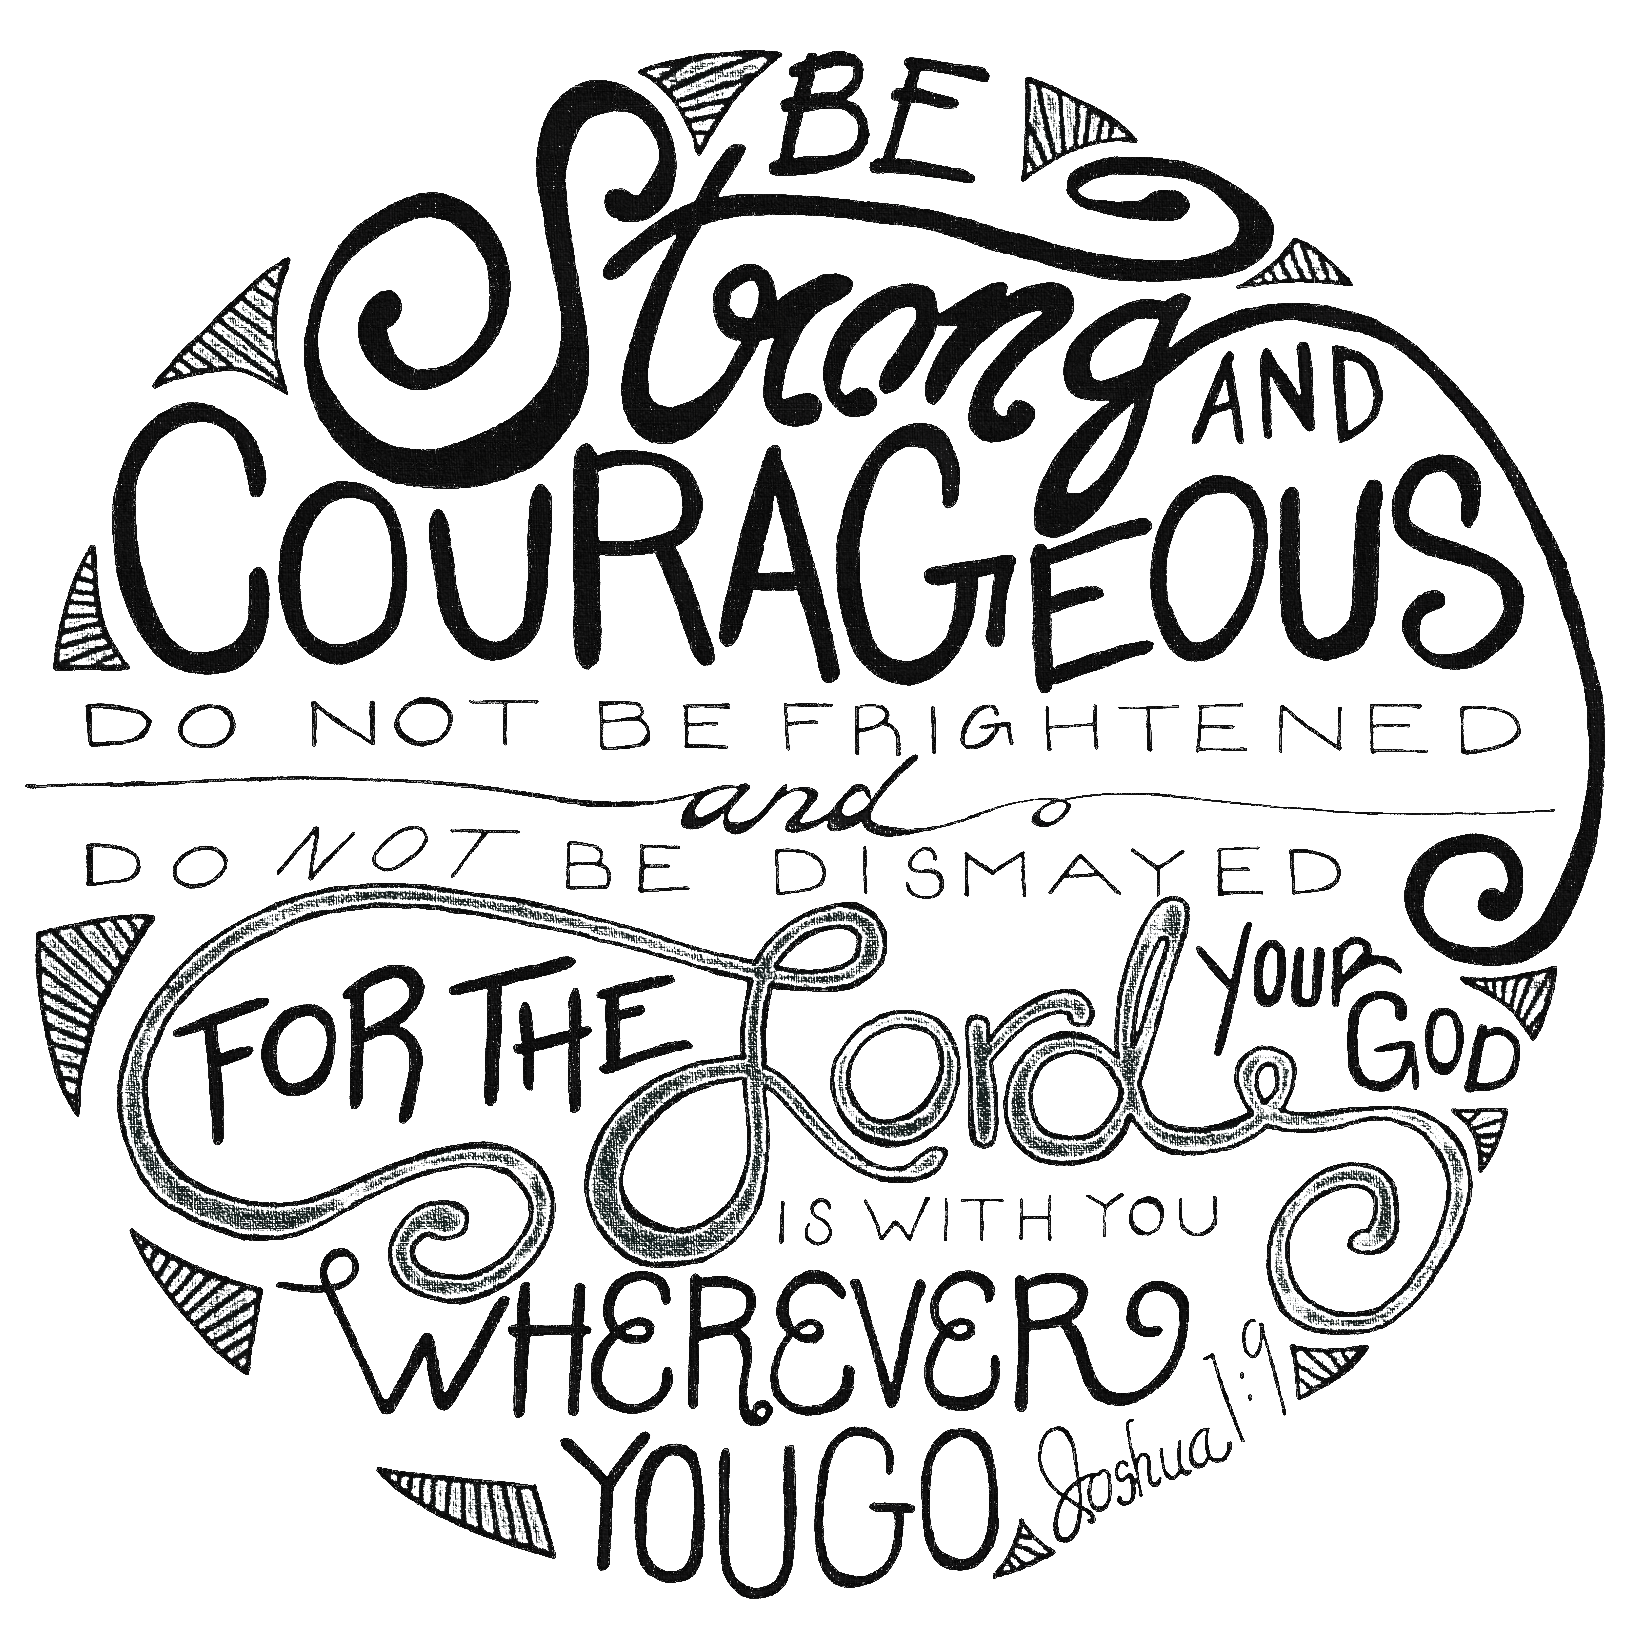 BE
Strong
AND
COURAGEOUS
DO NOT BE FRIGHTENED
and
DO NOT BE DISMAYED
FOR THE Lord YOUR GOD
IS WITH YOU
WHEREVER
YOU GO
Joshua 1:9